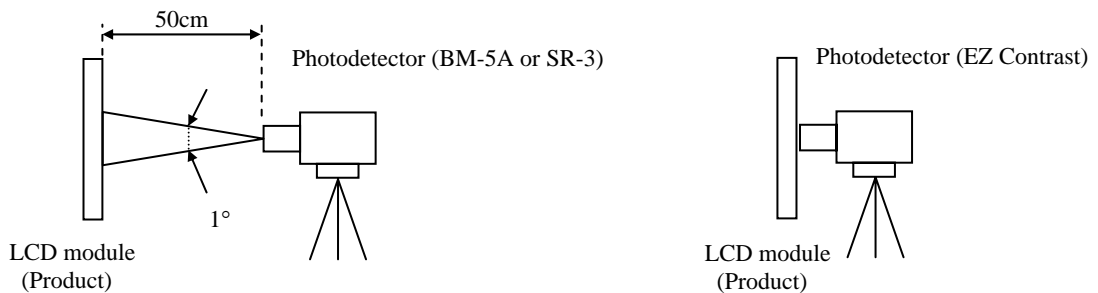 50cm
Photodetector (BM-5A or SR-3)
1°
LCD module
(Product)
Photodetector (EZ Contrast)
LCD module
(Product)